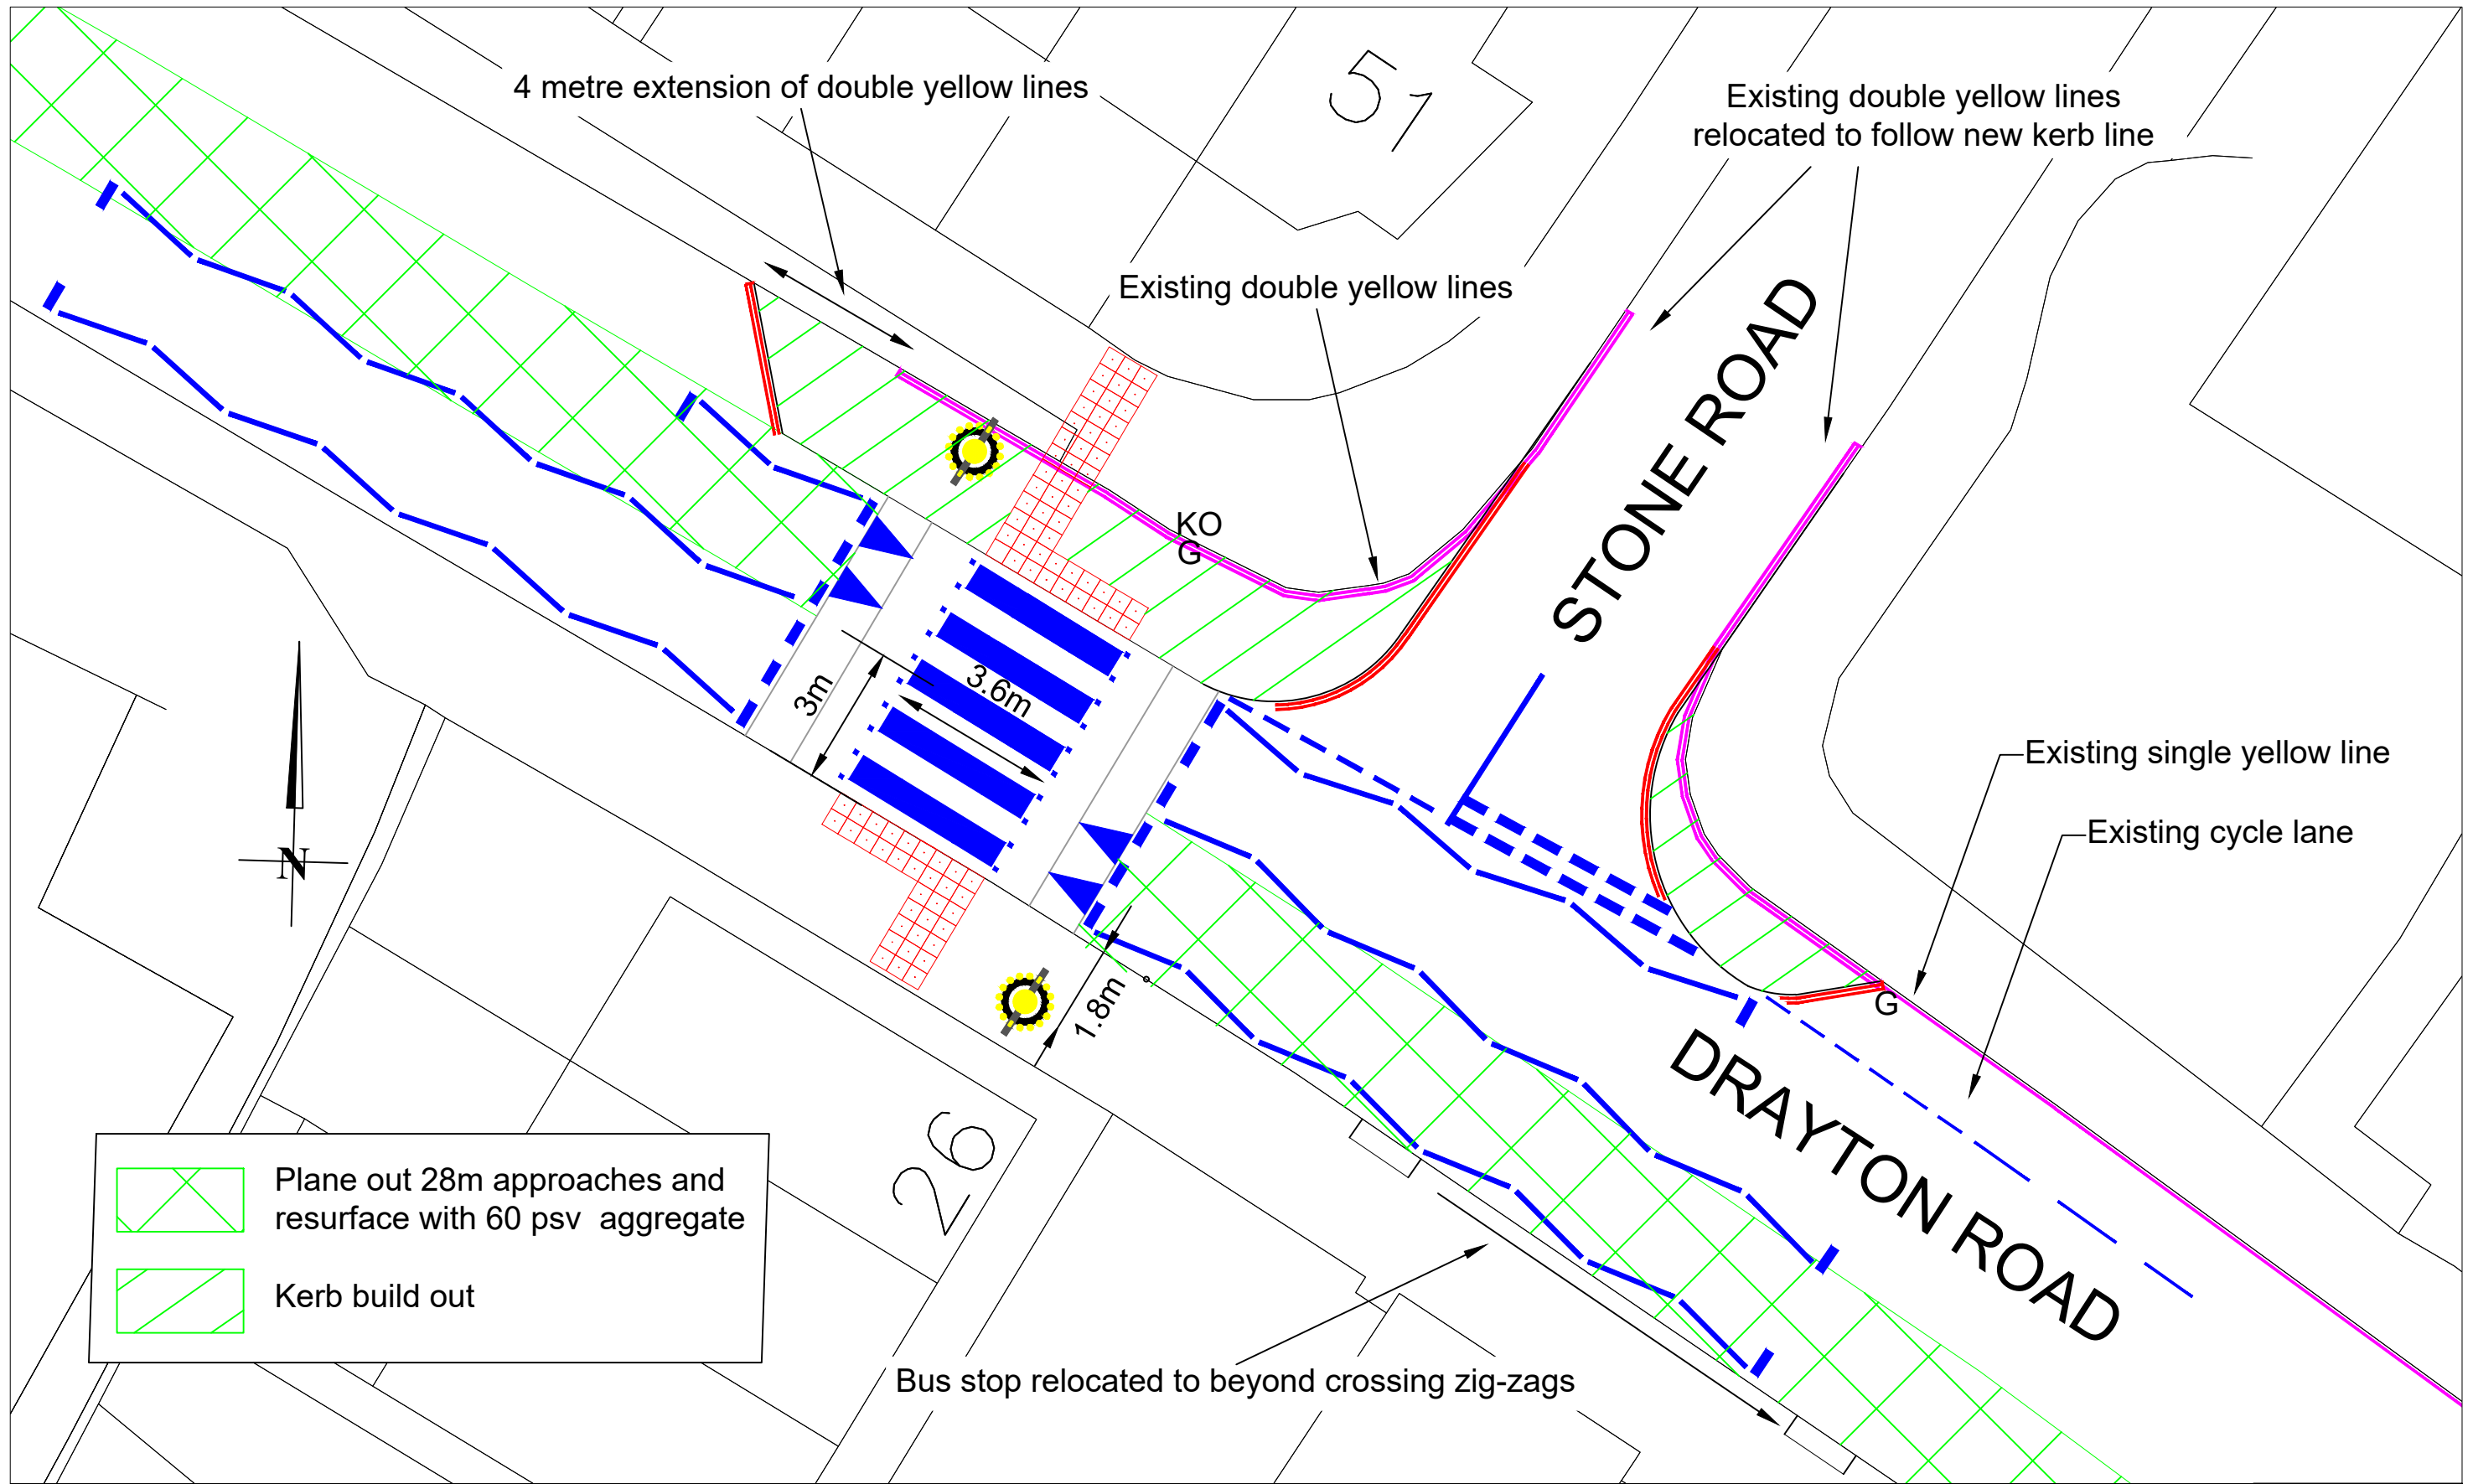 4 metre extension of double yellow lines
51
Existing double yellow lines
relocated to follow new kerb line
Existing double yellow lines
STONE ROAD
KO
G
3m
3.6m
Existing single yellow line
Existing cycle lane
N
G
1.8m
DRAYTON ROAD
26
Plane out 28m approaches and
resurface with 60 psv aggregate
Kerb build out
Bus stop relocated to beyond crossing zig-zags